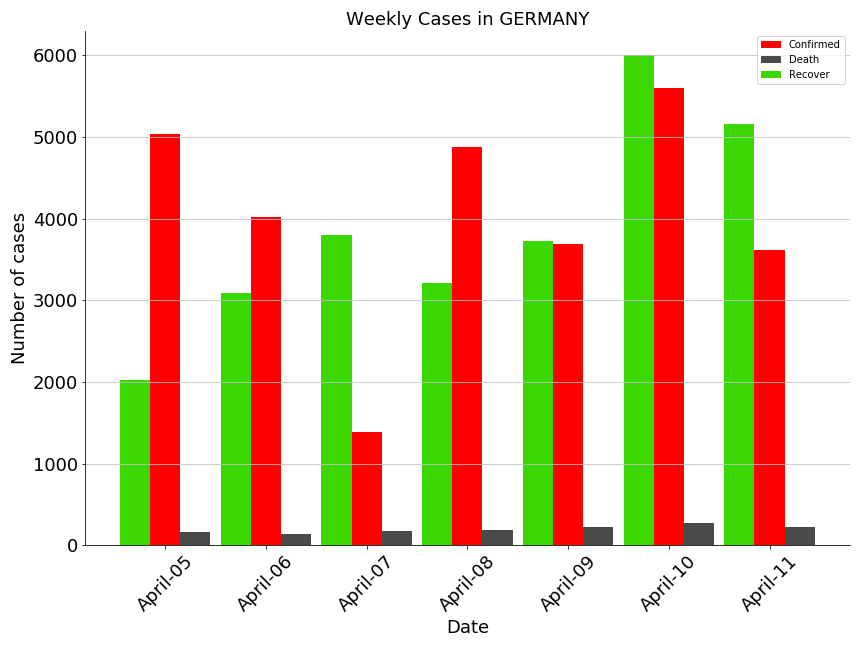 Weekly Cases in GERMANY
Confirmed
Death
Recover
Number of cases
6000
5000
4000
3000
2000
1000
0
April-05
April-06
April-07
April-08
April-09
April-10
April-11
Date